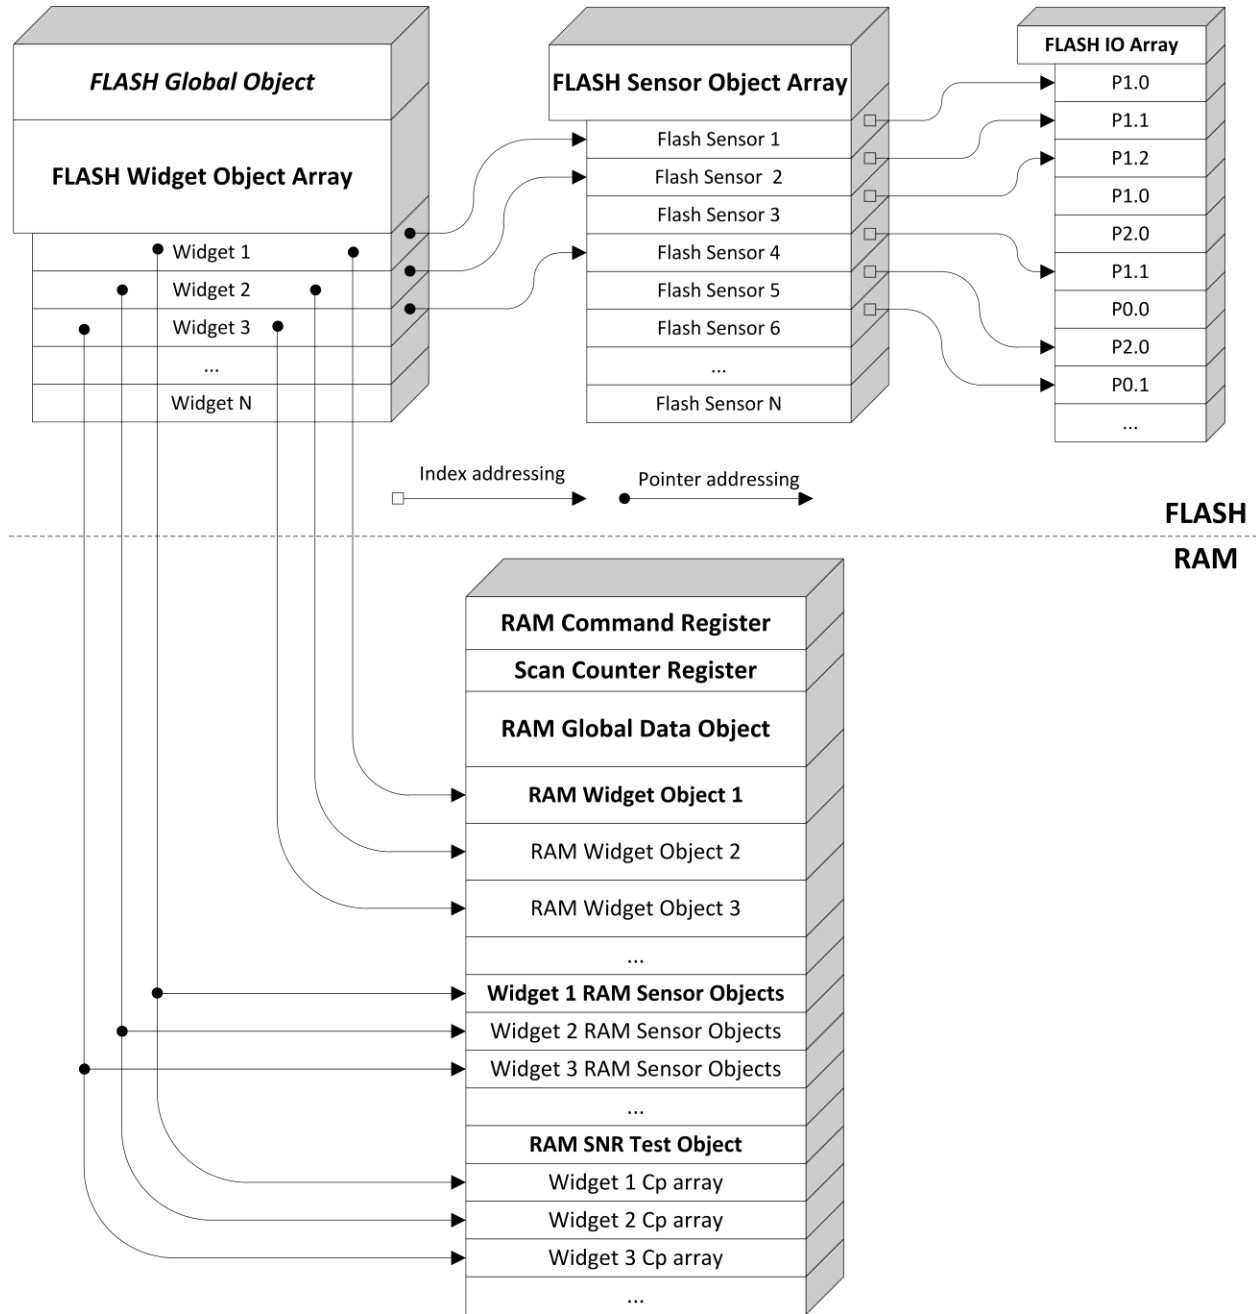 FLASH Global Object
FLASH Widget Object Array
Widget 1
Widget 2
Widget 3
...
Widget N
FLASH Sensor Object Array
Flash Sensor 1
Flash Sensor 2
Flash Sensor 3
Flash Sensor 4
Flash Sensor 5
Flash Sensor 6
...
Flash Sensor N
FLASH IO Array
P1.0
P1.1
P1.2
P1.0
P2.0
P1.1
P0.0
P2.0
P0.1
...
Index addressing
Pointer addressing
FLASH
RAM
RAM Command Register
Scan Counter Register
RAM Global Data Object
RAM Widget Object 1
RAM Widget Object 2
RAM Widget Object 3
...
Widget 1 RAM Sensor Objects
Widget 2 RAM Sensor Objects
Widget 3 RAM Sensor Objects
...
RAM SNR Test Object
Widget 1 Cp array
Widget 2 Cp array
Widget 3 Cp array
...